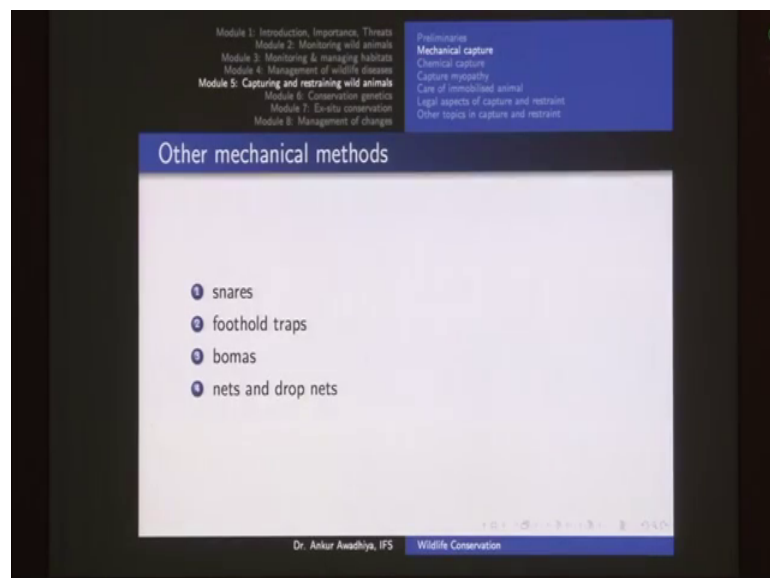 Module 1: Introduction, Importance, Threats
Module 2: Monitoring wild animals
Module 3: Monitoring & managing habitats
Module 4: Management of wildlife diseases
Module 5: Capturing and restraining wild animals
Module 6: Conservation genetics
Module 7: Ex-situ conservation
Module 8: Management of changes
Preliminaries
Mechanical capture
Chemical capture
Capture myopathy
Care of immobilised animal
Legal aspects of capture and restraint
Other topics in capture and restraint
Other mechanical methods
1 snares
2 foothold traps
3 bomas
4 nets and drop nets
Dr. Ankur Awadhiya, IFS
Wildlife Conservation